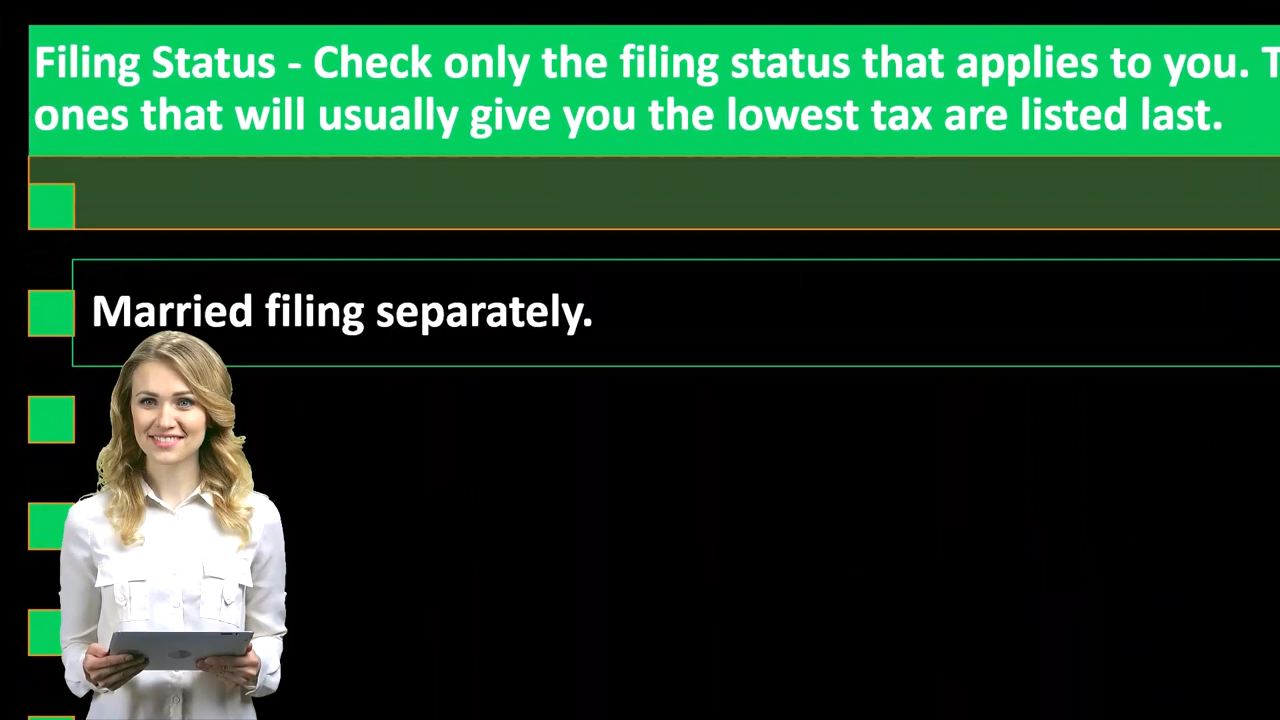 Filing Status - Check only the filing status that applies to you. T
ones that will usually give you the lowest tax are listed last.
Married filing separately.